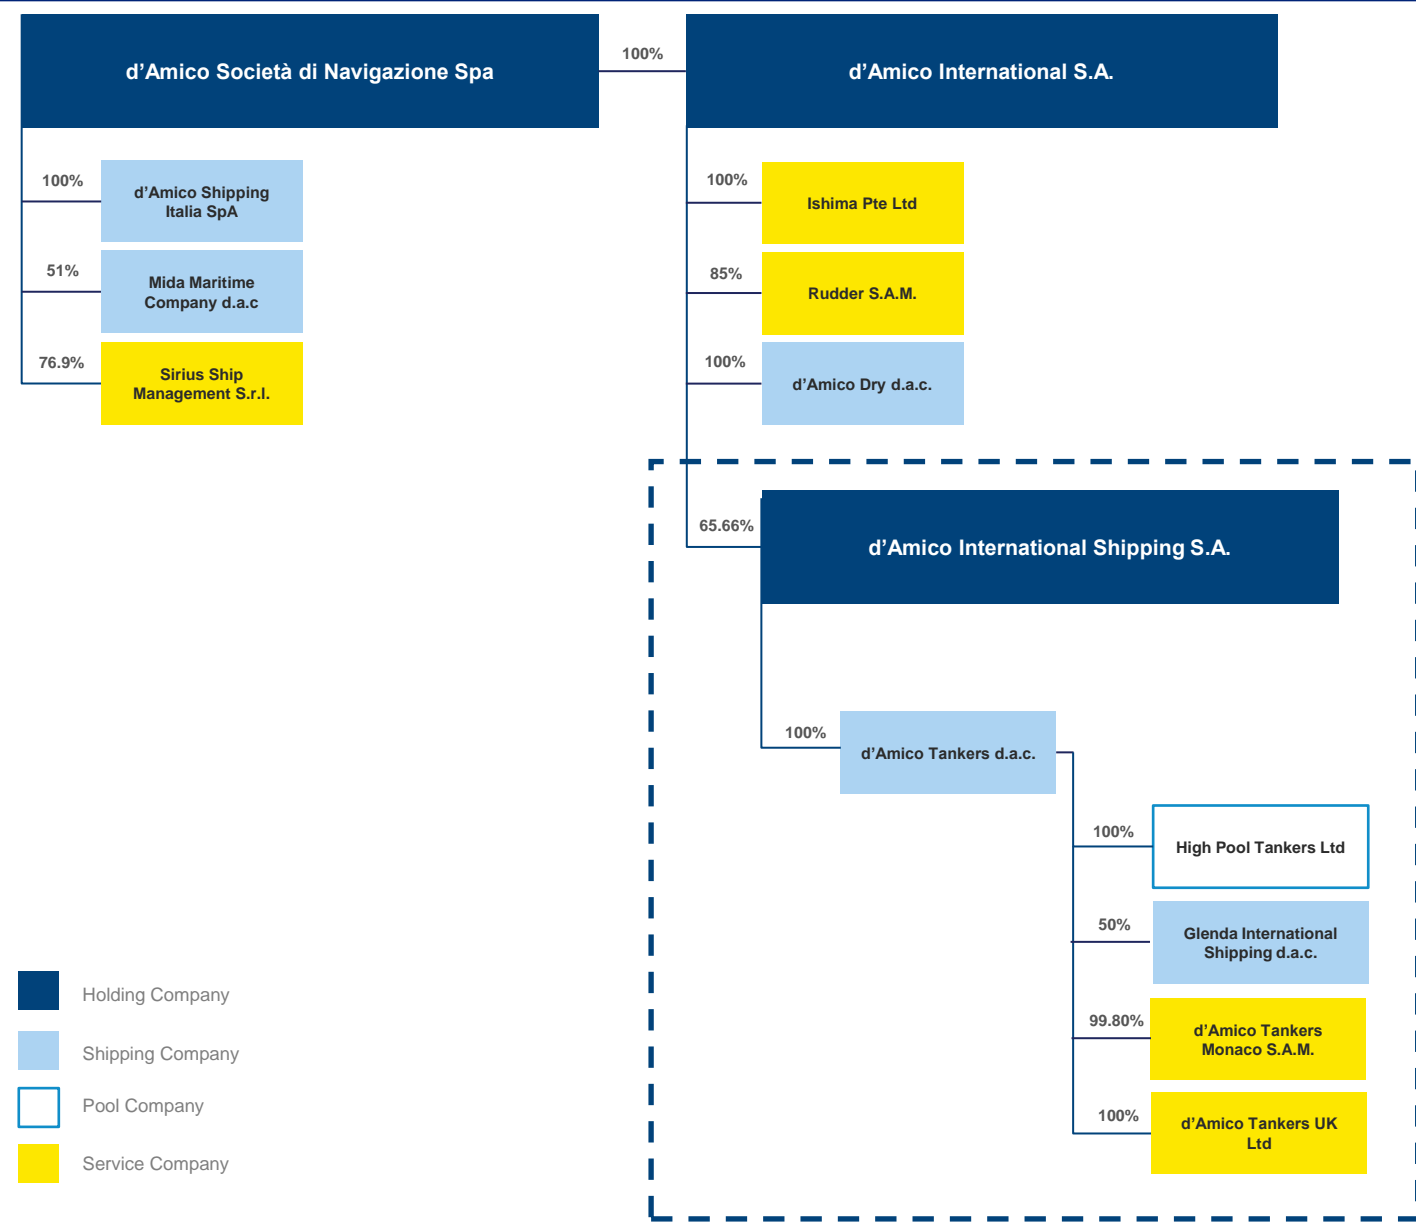 d’Amico Società di Navigazione Spa
100%
d’Amico International S.A.
100%
d’Amico Shipping
Italia SpA
51%
Mida Maritime
Company d.a.c
76.9%
Sirius Ship
Management S.r.l.
100%
Ishima Pte Ltd
85%
Rudder S.A.M.
100%
d’Amico Dry d.a.c.
65.66%
d’Amico International Shipping S.A.
100%
d’Amico Tankers d.a.c.
100%
High Pool Tankers Ltd
50%
Glenda International
Shipping d.a.c.
99.80%
d’Amico Tankers
Monaco S.A.M.
100%
d’Amico Tankers UK
Ltd
Holding Company
Shipping Company
Pool Company
Service Company